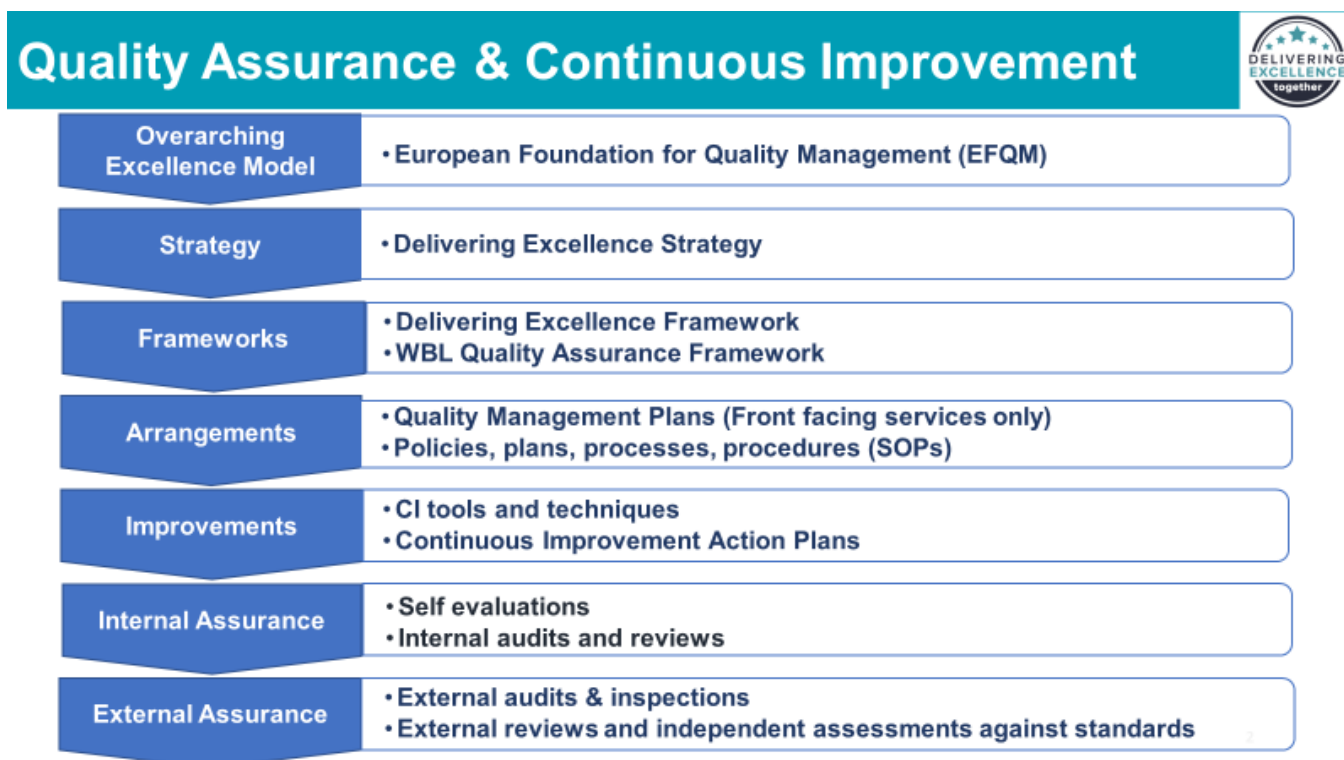 Quality Assurance & Continuous Improvement
DELIVERING
EXCELLENCE
together
Overarching
Excellence Model
• European Foundation for Quality Management (EFQM)
Strategy
• Delivering Excellence Strategy
Frameworks
• Delivering Excellence Framework
• WBL Quality Assurance Framework
Arrangements
• Quality Management Plans (Front facing services only)
• Policies, plans, processes, procedures (SOPs)
Improvements
• CI tools and techniques
• Continuous Improvement Action Plans
Internal Assurance
• Self evaluations
• Internal audits and reviews
External Assurance
• External audits & inspections
• External reviews and independent assessments against standards
2